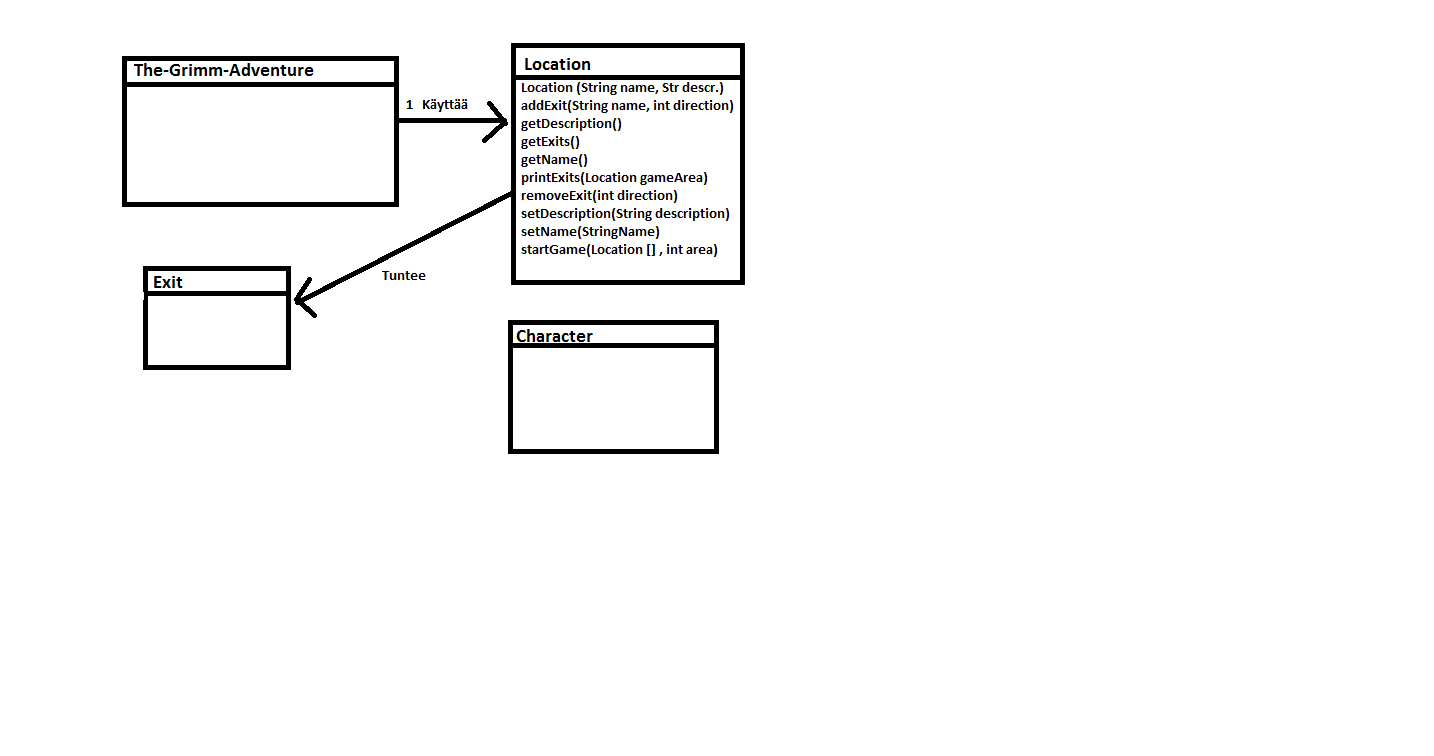 The-Grimm-Adventure
1 Käyttää
Location
Location (String name, Str descr.)
addExit(String name, int direction)
getDescription()
getExits()
getName()
printExits(Location gameArea)
removeExit(int direction)
setDescription(String description)
setName(StringName)
startGame(Location [] , int area)
Tuntee
Exit
Character